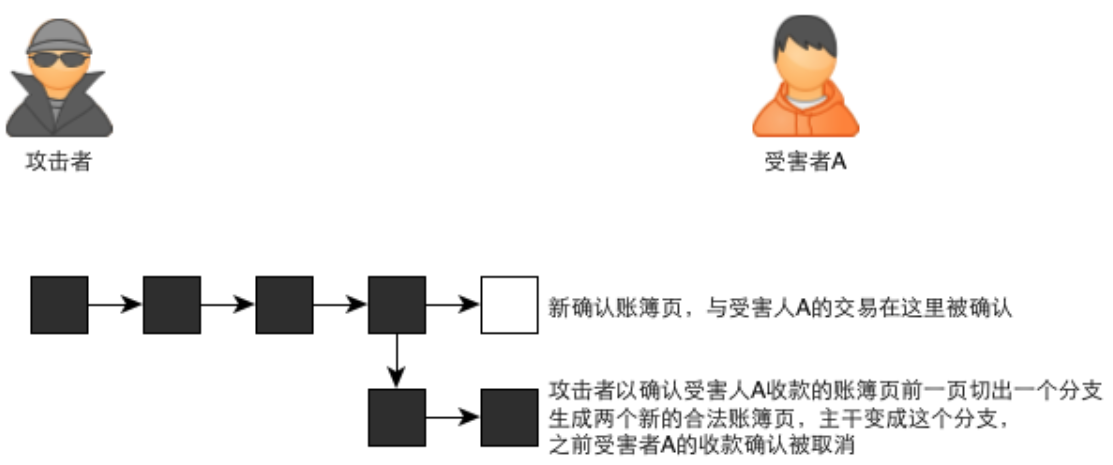 攻击者
受害者A
新确认账簿页，与受害人A的交易在这里被确认
攻击者以确认受害人A收款的账簿页前一页切出一个分支
生成两个新的合法账簿页，主干变成这个分支，
之前受害者A的收款确认被取消